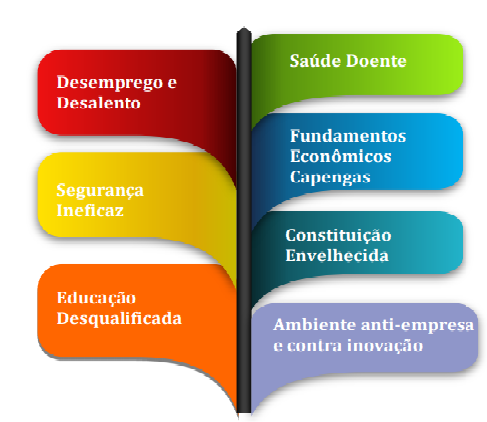 Desemprego e
Desalento
Segurança
Ineficaz
Educação
Desqualificada
Saúde Doente
Fundamentos
Econômicos
Capengas
Constituição
Envelhecida
Ambiente anti-empresa
e contra inovação